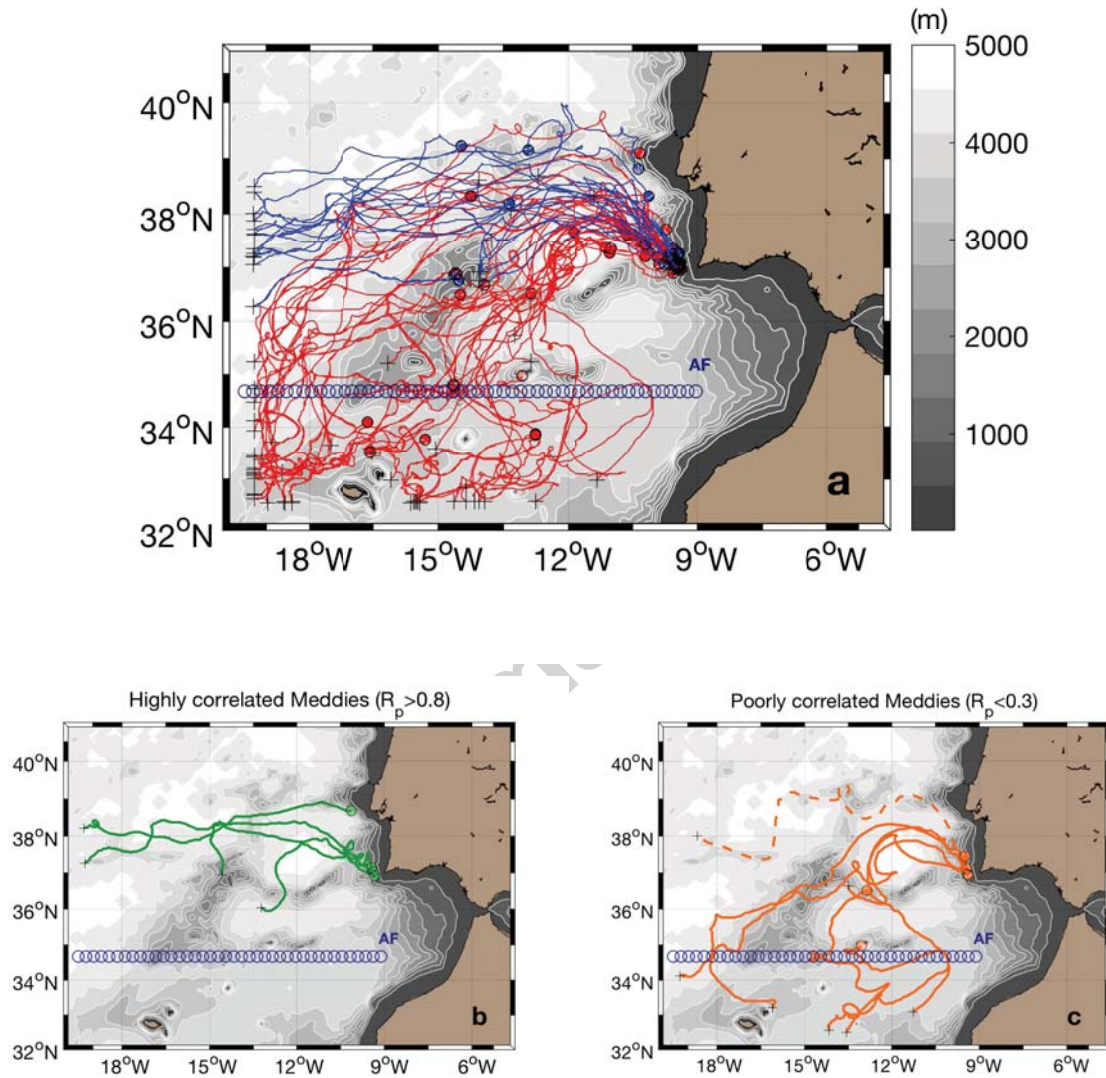 (m)
5000
4000
3000
2000
1000
40°N
38°N
36°N
34°N
32°N
AF
a
18°W
15°W
12°W
9°W
6°W
Highly correlated Meddies (Rp>0.8)
40°N
38°N
36°N
34°N
32°N
AF
b
18°W
15°W
12°W
9°W
6°W
Poorly correlated Meddies (Rp<0.3)
40°N
38°N
36°N
34°N
32°N
AF
c
18°W
15°W
12°W
9°W
6°W